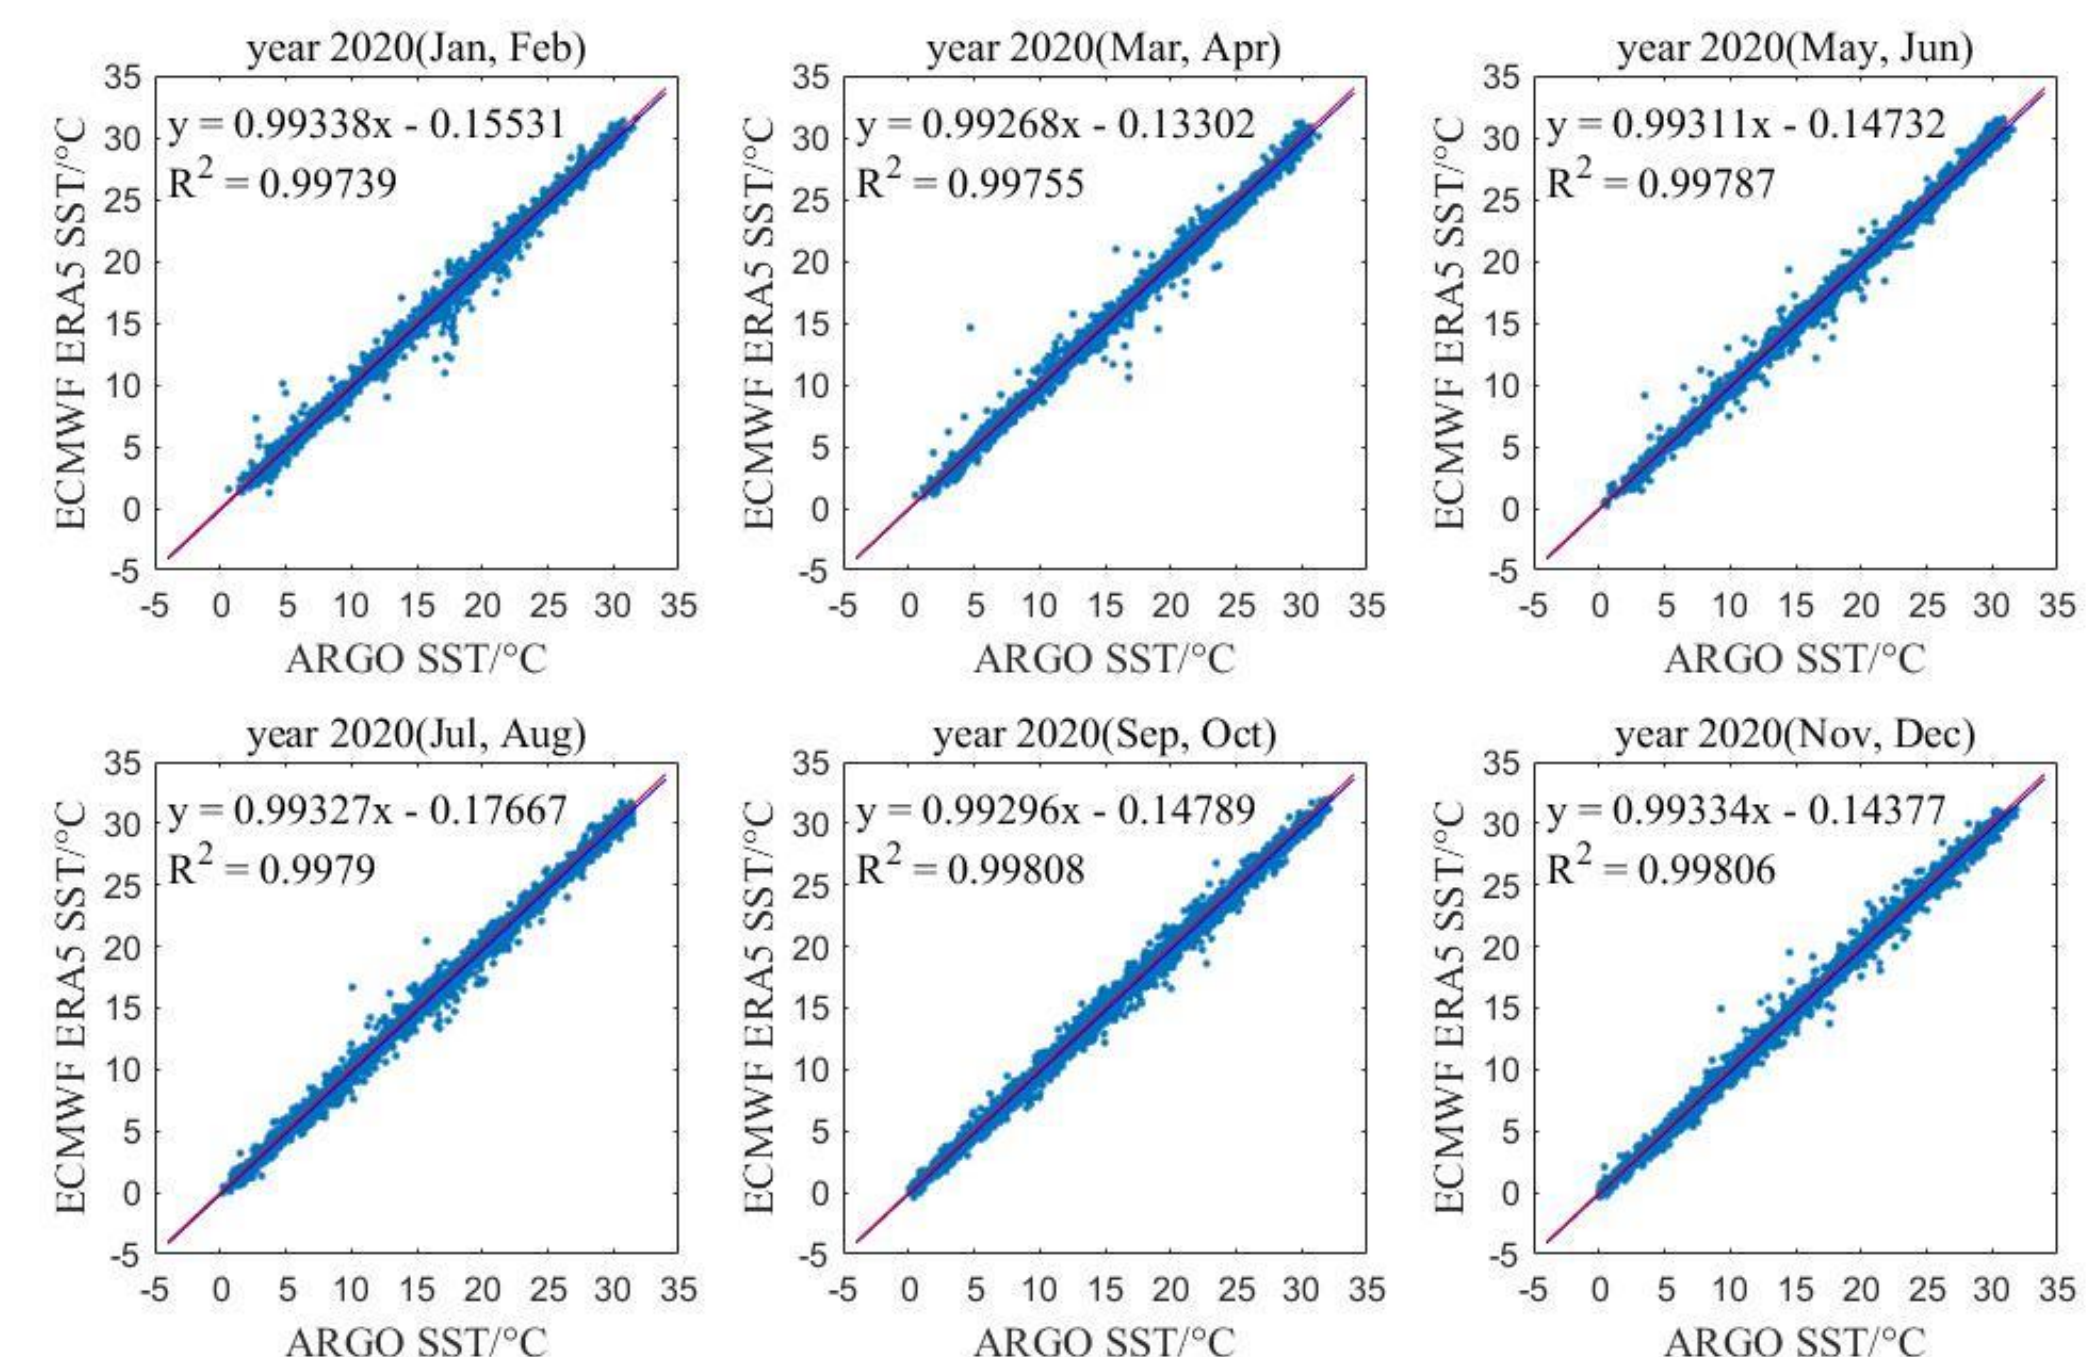 year 2020(Jan, Feb)
y = 0.99338x - 0.15531
R² = 0.99739
ECMWF ERA5 SST/°C
35
30
25
20
15
10
5
0
-5
-5 0 5 10 15 20 25 30 35
ARGO SST/°C
year 2020(Mar, Apr)
y = 0.99268x - 0.13302
R² = 0.99755
ECMWF ERA5 SST/°C
35
30
25
20
15
10
5
0
-5
-5 0 5 10 15 20 25 30 35
ARGO SST/°C
year 2020(May, Jun)
y = 0.99311x - 0.14732
R² = 0.99787
ECMWF ERA5 SST/°C
35
30
25
20
15
10
5
0
-5
-5 0 5 10 15 20 25 30 35
ARGO SST/°C
year 2020(Jul, Aug)
y = 0.99327x - 0.17667
R² = 0.9979
ECMWF ERA5 SST/°C
35
30
25
20
15
10
5
0
-5
-5 0 5 10 15 20 25 30 35
ARGO SST/°C
year 2020(Sep, Oct)
y = 0.99296x - 0.14789
R² = 0.99808
ECMWF ERA5 SST/°C
35
30
25
20
15
10
5
0
-5
-5 0 5 10 15 20 25 30 35
ARGO SST/°C
year 2020(Nov, Dec)
y = 0.99334x - 0.14377
R² = 0.99806
ECMWF ERA5 SST/°C
35
30
25
20
15
10
5
0
-5
-5 0 5 10 15 20 25 30 35
ARGO SST/°C